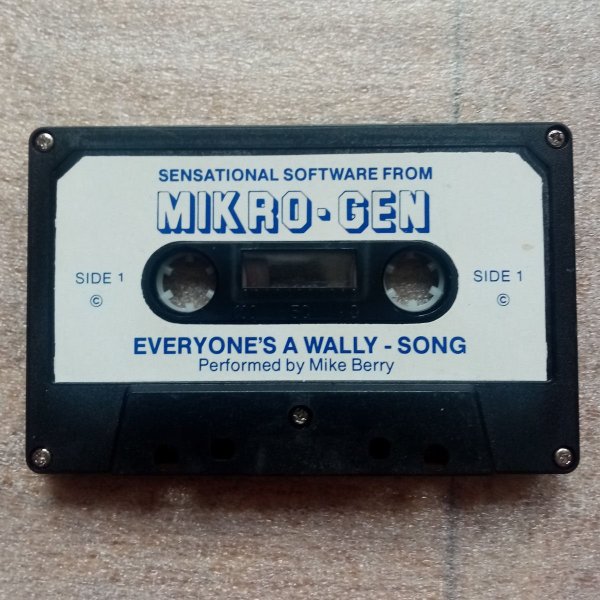 SENSATIONAL SOFTWARE FROM
MIKRO-GEN
SIDE 1
SIDE 1
©
©
EVERYONE'S A WALLY - SONG
Performed by Mike Berry